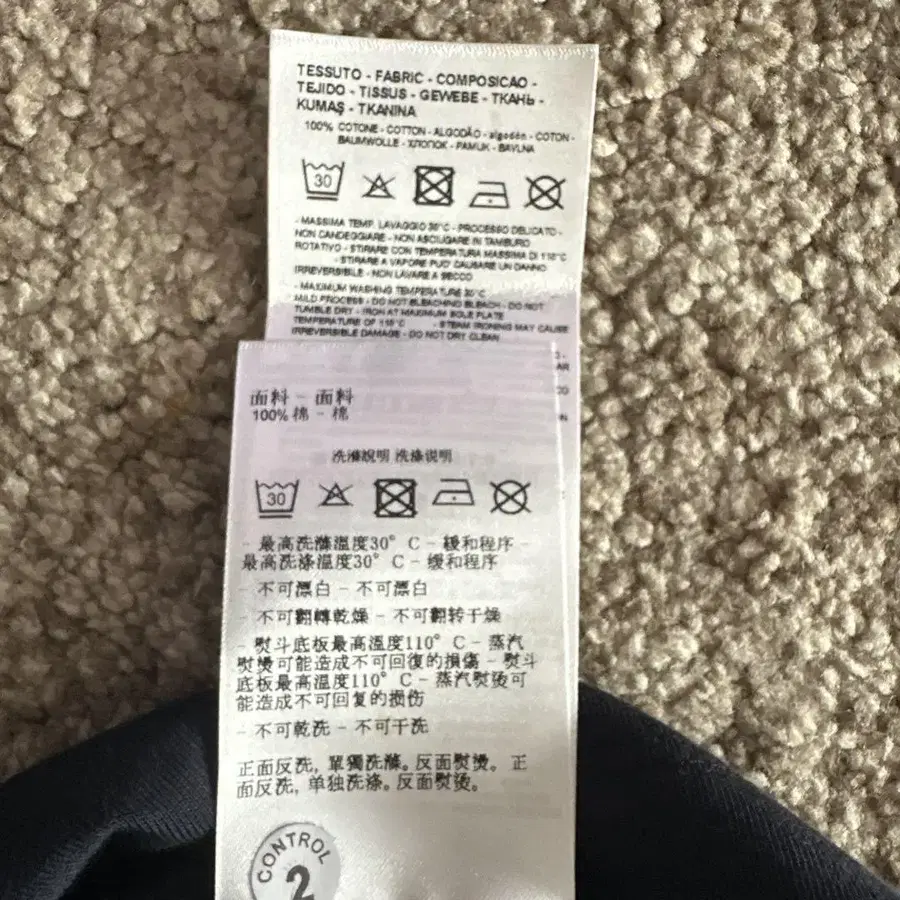 TESSUTO - FABRIC - COMPOSICAO -
TEJIDO - TISSUS - GEWEBE - ТКАНЬ -
KUMAŞ - TKANINA
100% COTONE - COTTON - ALGODÃO - algodón - COTON -
BAUMWOLLE - ХЛОПОК - PAMUK - BAVLNA
30
- MASSIMA TEMP. LAVAGGIO 30°C - PROCESSO DELICATO -
NON CANDEGGIARE - NON ASCIUGARE IN TAMBURO
ROTATIVO - STIRARE CON TEMPERATURA MASSIMA DI 110°C
- STIRARE A VAPORE PUO' CAUSARE UN DANNO
IRREVERSIBILE - NON LAVARE A SECCO
- MAXIMUM WASHING TEMPERATURE 30°C
MILD PROCESS - DO NOT BLEACHING BLEACH - DO NOT
TUMBLE DRY - IRON AT MAXIMUM SOLE PLATE
TEMPERATURE OF 110°C - STEAM IRONING MAY CAUSE
IRREVERSIBLE DAMAGE - DO NOT DRY CLEAN
面料 - 面料
100% 棉 - 棉
洗滌說明 洗涤说明
30
- 最高洗滌溫度30° C - 緩和程序 -
最高洗涤温度30° C - 缓和程序
- 不可漂白 - 不可漂白
- 不可翻轉乾燥 - 不可翻转干燥
- 熨斗底板最高溫度110° C - 蒸汽
熨燙可能造成不可回復的損傷 - 熨斗
底板最高温度110° C - 蒸汽熨烫可
能造成不可回复的损伤
- 不可乾洗 - 不可干洗
正面反洗, 單獨洗滌。反面熨燙。 正
面反洗, 单独洗涤。反面熨烫。
CONTROL
2